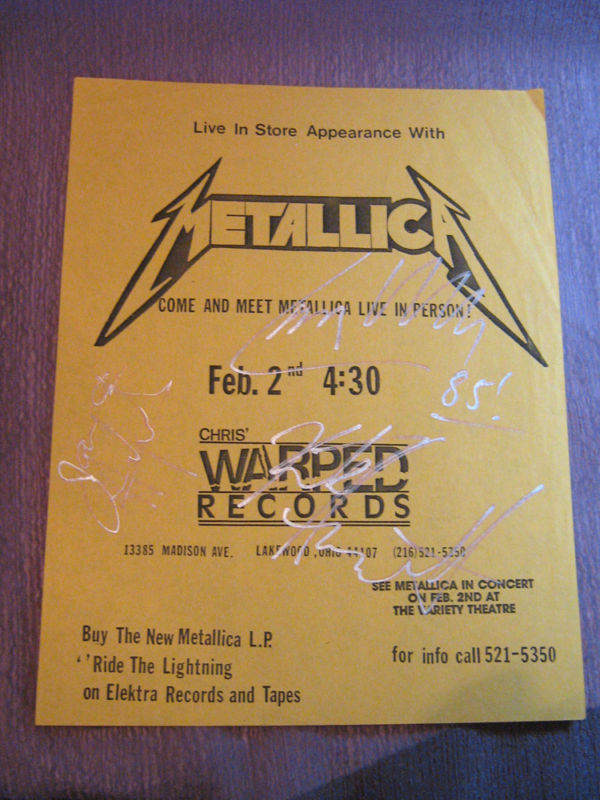 Live In Store Appearance With
METALLICA
COME AND MEET METALLICA LIVE IN PERSON!
Feb. 2nd 4:30
85!
CHRIS'
WARPED
RECORDS
13385 MADISON AVE. LAKEWOOD, OHIO 44107 (216) 521-5350
SEE METALLICA IN CONCERT
ON FEB. 2ND AT
THE VARIETY THEATRE
Buy The New Metallica L.P.
‘’Ride The Lightning
on Elektra Records and Tapes
for info call 521-5350